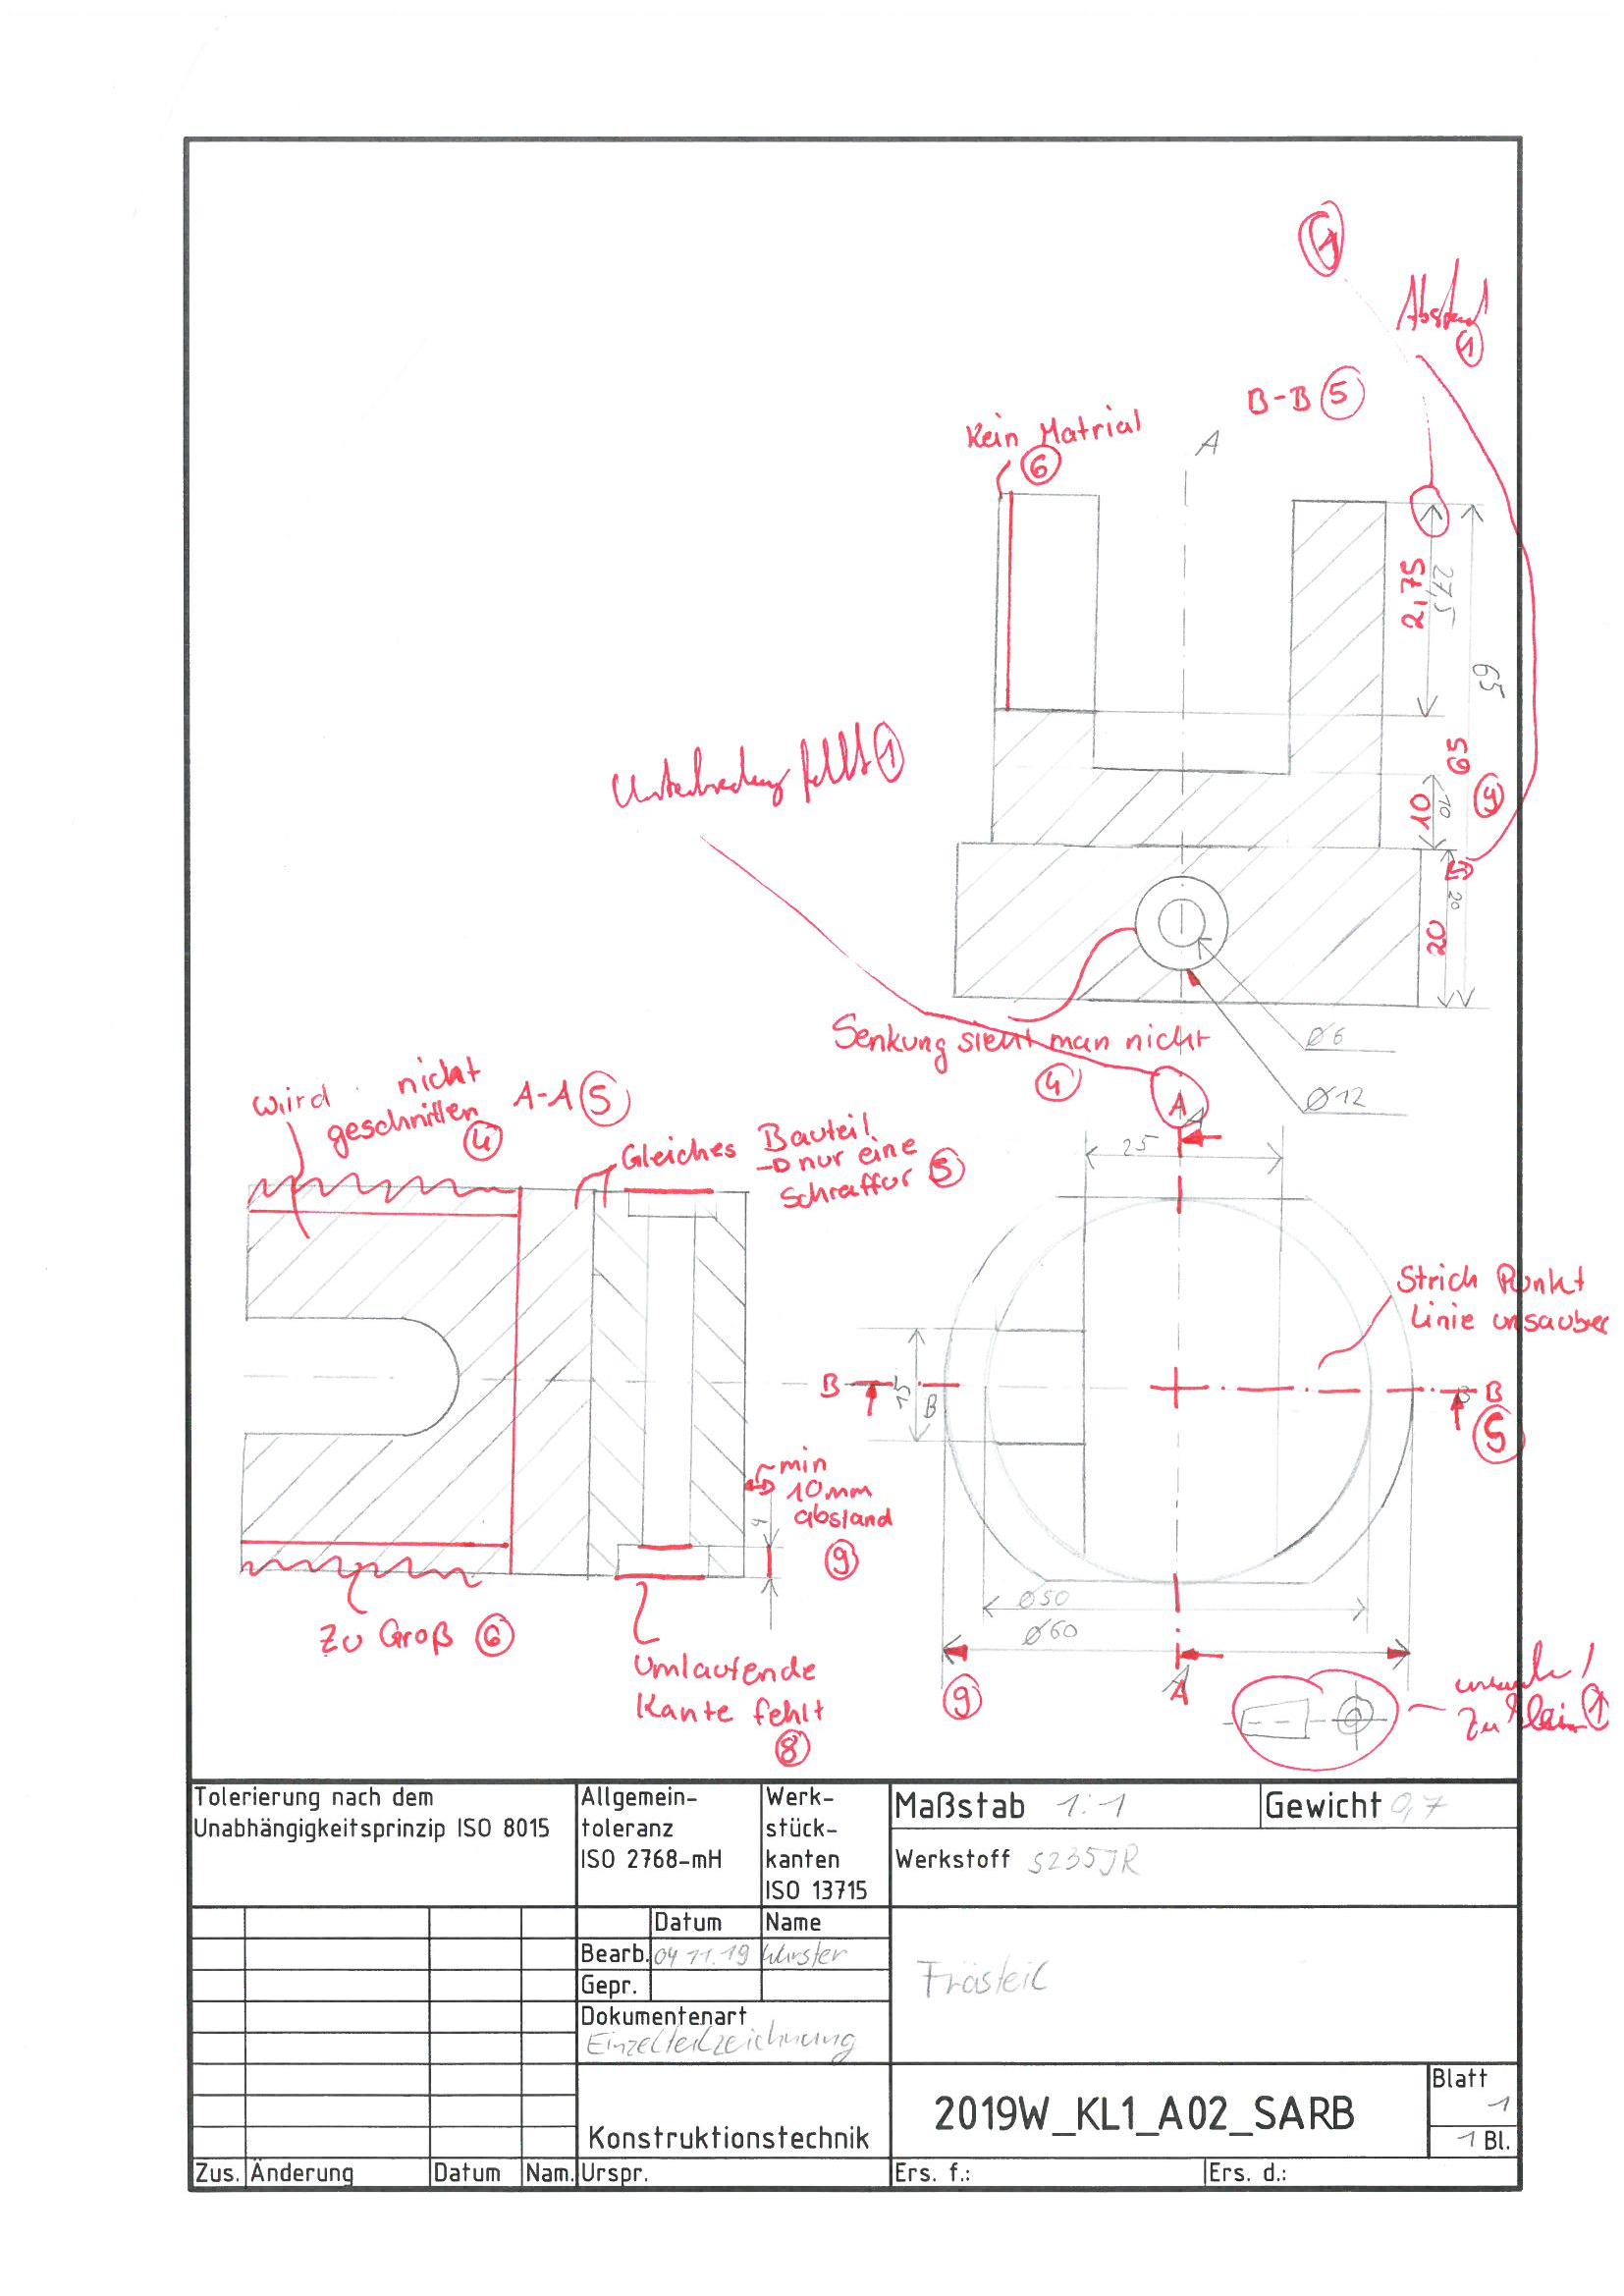 1
Abstand
1
B-B 5
Kein Matrial
6
A
2,75
27,5
65
65
9
10
10
5
20
20
Unterbrechung fehlt 1
Senkung sieht man nicht
4
Ø6
Ø12
wird nicht
geschnitten 4
A-A 5
Gleiches Bauteil
nur eine
Schraffur 5
A
A
25
Strich Punkt
Linie unsauber
B
15
B
B
B
5
min
10mm
abstand
9
4
Zu Groß 6
Umlaufende
Kante fehlt
8
Ø50
Ø60
9
A
A
zu klein 1
Tolerierung nach dem
Unabhängigkeitsprinzip ISO 8015
Allgemein-
toleranz
ISO 2768-mH
Werk-
stück-
kanten
ISO 13715
Maßstab 1:1
Gewicht 0,7
Werkstoff S235JR
Datum Name
Bearb. 04.11.19 Wurster
Gepr.
Dokumentenart
Einzelteilzeichnung
Frästeil
Konstruktionstechnik
2019W_KL1_A02_SARB
Blatt
1
1 Bl.
Zus. Änderung Datum Nam. Urspr. Ers. f.: Ers. d.: